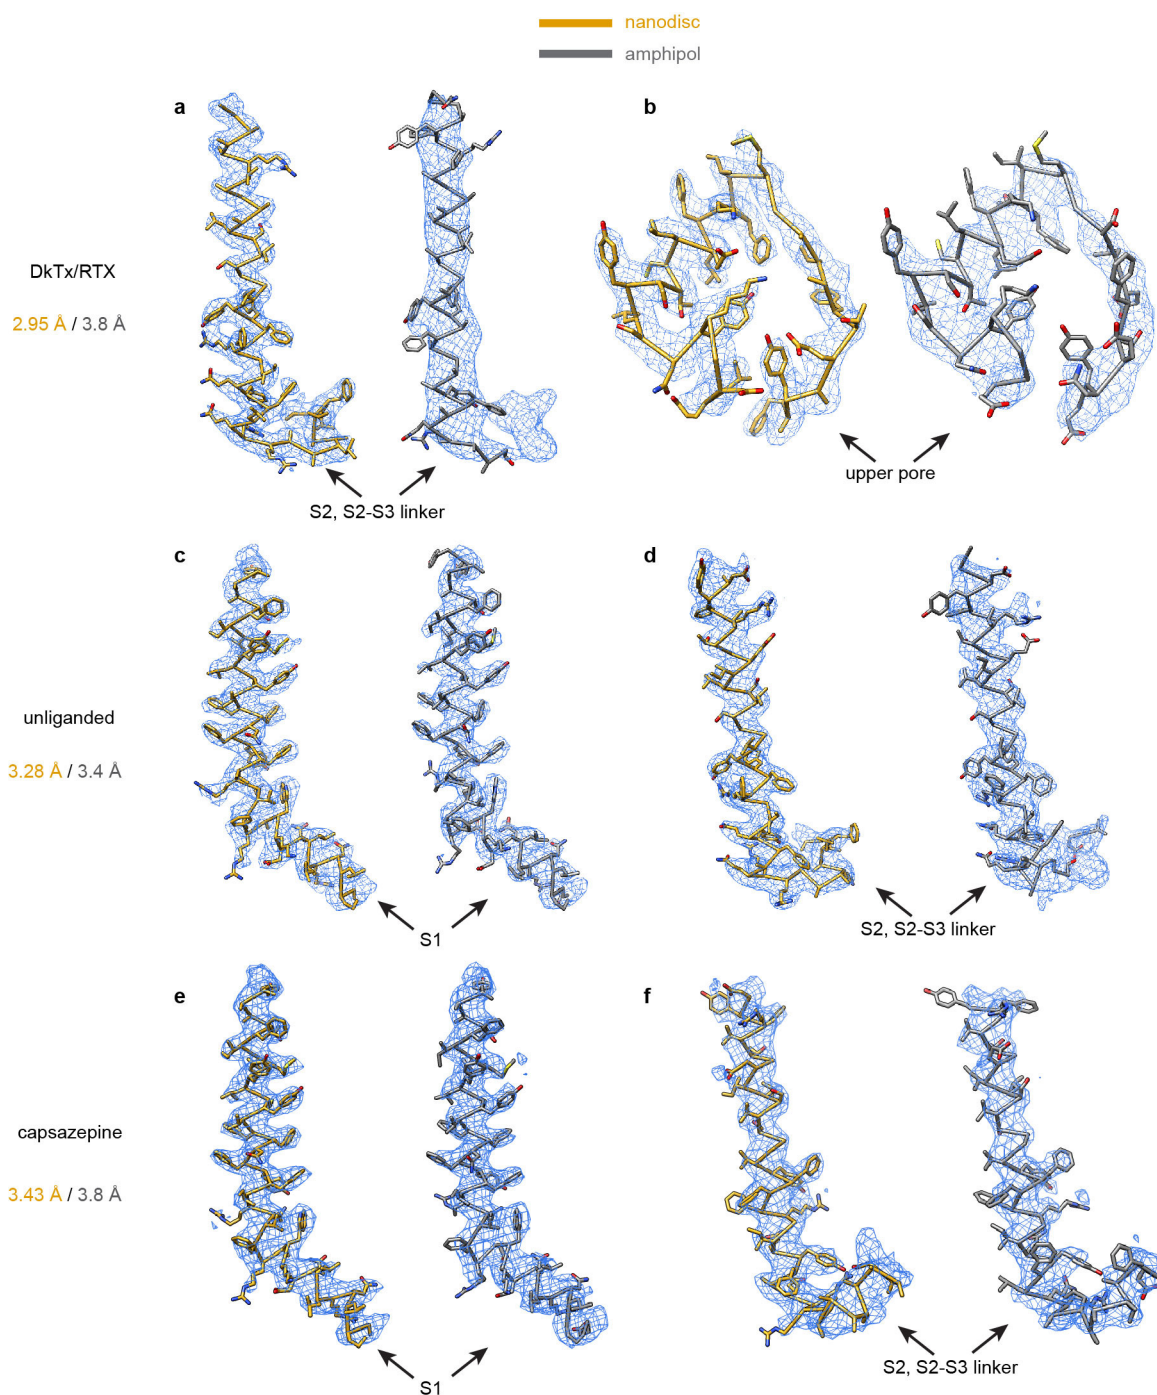 nanodisc
amphipol
a
b
DkTx/RTX
2.95 Å / 3.8 Å
upper pore
S2, S2-S3 linker
c
d
unliganded
3.28 Å / 3.4 Å
S1
S2, S2-S3 linker
e
f
capsazepine
3.43 Å / 3.8 Å
S2, S2-S3 linker
S1